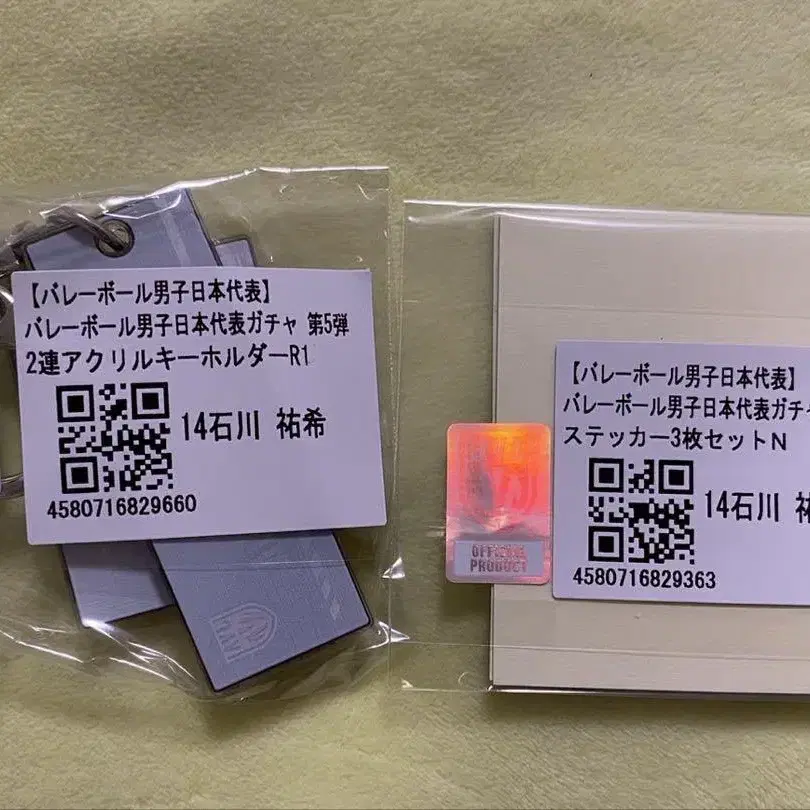 【バレーボール男子日本代表】
バレーボール男子日本代表ガチャ 第5弾
2連アクリルキーホルダーR1
14石川 祐希
4580716829660
【バレーボール男子日本代表】
バレーボール男子日本代表ガチャ
ステッカー3枚セットN
14石川 祐
4580716829363
OFFICIAL
PRODUCT